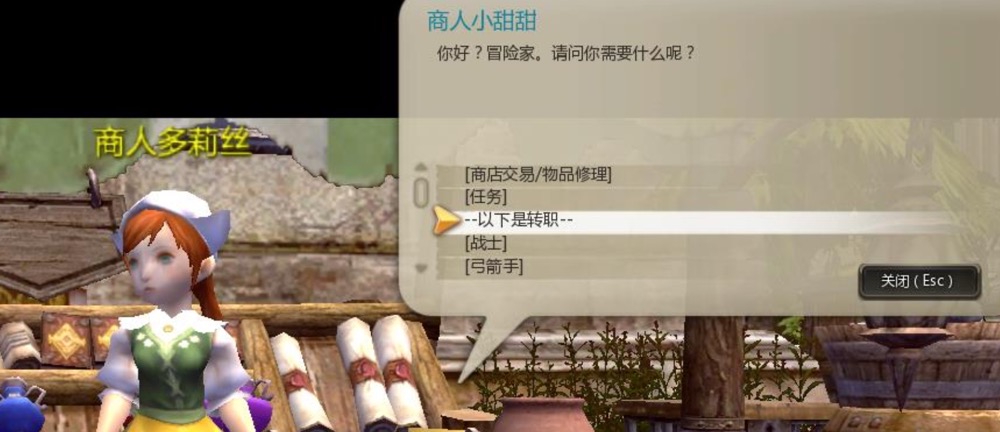 商人小甜甜
你好？冒险家。请问你需要什么呢？
商人多莉丝
[商店交易/物品修理]
[任务]
--以下是转职--
[战士]
[弓箭手]
关闭 ( Esc )